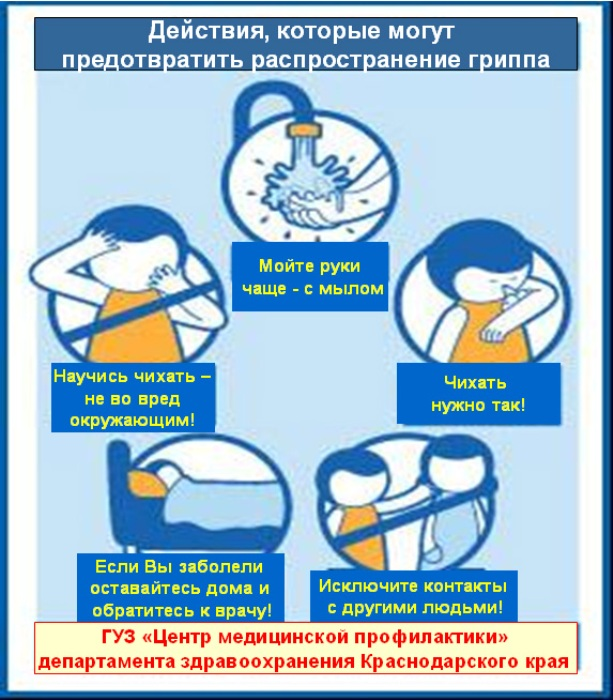 Действия, которые могут
предотвратить распространение гриппа
Мойте руки
чаще - с мылом
Научись чихать –
не во вред
окружающим!
Чихать
нужно так!
Если Вы заболели
оставайтесь дома и
обратитесь к врачу!
Исключите контакты
с другими людьми!
ГУЗ «Центр медицинской профилактики»
департамента здравоохранения Краснодарского края